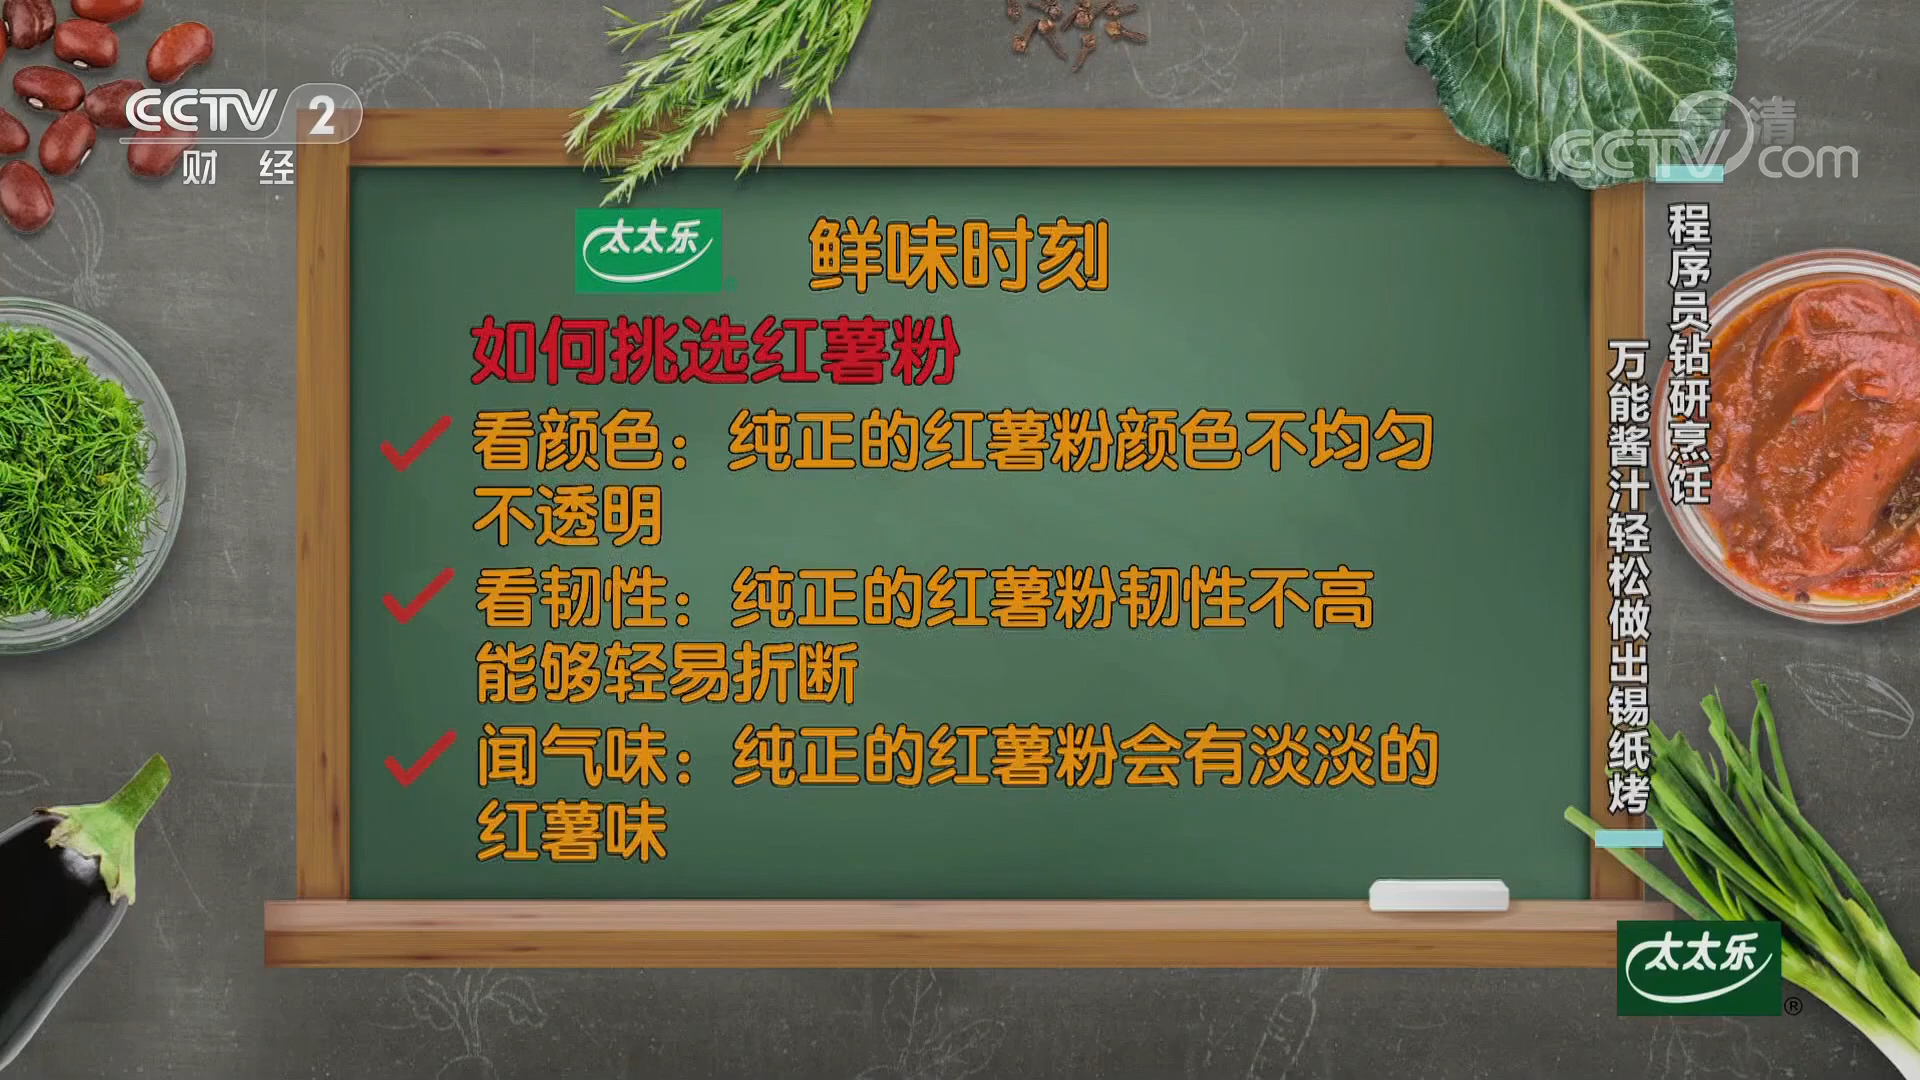 CCTV 2
财 经
高清
CCTV com
太太乐
鲜味时刻
如何挑选红薯粉
看颜色：纯正的红薯粉颜色不均匀
不透明
看韧性：纯正的红薯粉韧性不高
能够轻易折断
闻气味：纯正的红薯粉会有淡淡的
红薯味
程序员钻研烹饪
万能酱汁轻松做出锡纸烤
太太乐
®